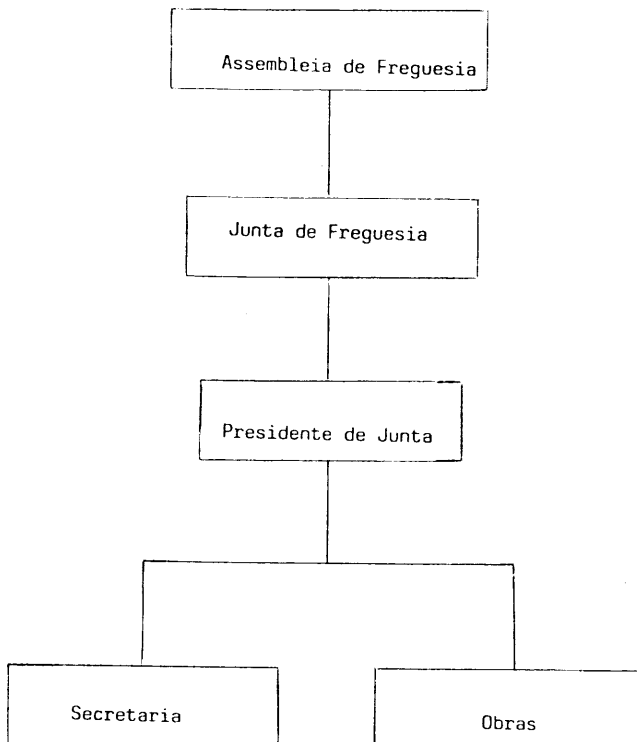 Assembleia de Freguesia
Junta de Freguesia
Presidente de Junta
Secretaria
Obras